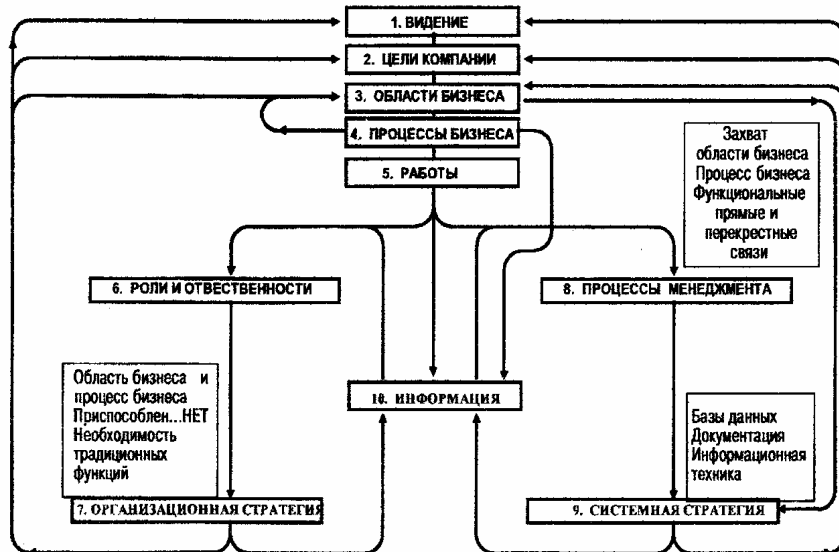 1. ВИДЕНИЕ
2. ЦЕЛИ КОМПАНИИ
3. ОБЛАСТИ БИЗНЕСА
4. ПРОЦЕССЫ БИЗНЕСА
5. РАБОТЫ
Захват
области бизнеса
Процесс бизнеса
Функциональные
прямые и
перекрестные
связи
6. РОЛИ И ОТВЕСТВЕННОСТИ
8. ПРОЦЕССЫ МЕНЕДЖМЕНТА
Область бизнеса и
процесс бизнеса
Приспособлен...НЕТ
Необходимость
традиционных
функций
10. ИНФОРМАЦИЯ
Базы данных
Документация
Информационная
техника
7. ОРГАНИЗАЦИОННАЯ СТРАТЕГИЯ
9. СИСТЕМНАЯ СТРАТЕГИЯ